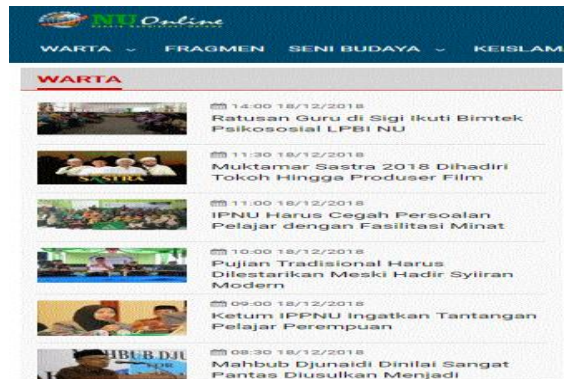 NU Online
WARTA
FRAGMEN
SENI BUDAYA
KEISLAM
WARTA
14:00 18/12/2018
Ratusan Guru di Sigi Ikuti Bimtek
Psikososial LPBI NU
SASTRA
11:30 18/12/2018
Muktamar Sastra 2018 Dihadiri
Tokoh Hingga Produser Film
11:00 18/12/2018
IPNU Harus Cegah Persoalan
Pelajar dengan Fasilitasi Minat
10:00 18/12/2018
Pujian Tradisional Harus
Dilestarikan Meski Hadir Syiiran
Modern
09:00 18/12/2018
Ketum IPPNU Ingatkan Tantangan
Pelajar Perempuan
HBUB DJU
08:30 18/12/2018
Mahbub Djunaidi Dinilai Sangat
Pantas Diusulkan Menjadi